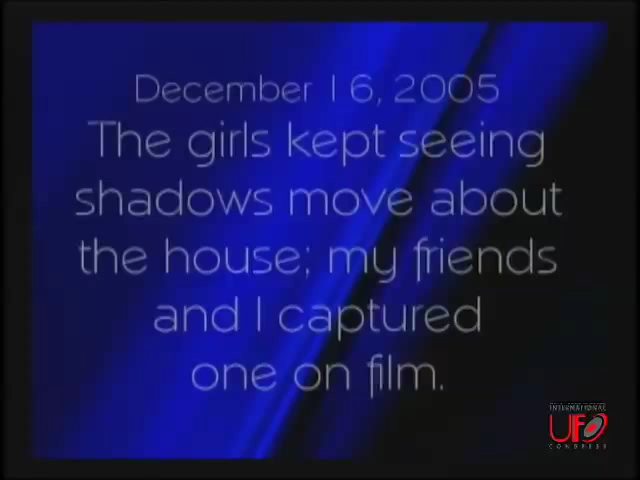 December 16, 2005
The girls kept seeing
shadows move about
the house; my friends
and I captured
one on film.
INTERNATIONAL
UFO
CONGRESS